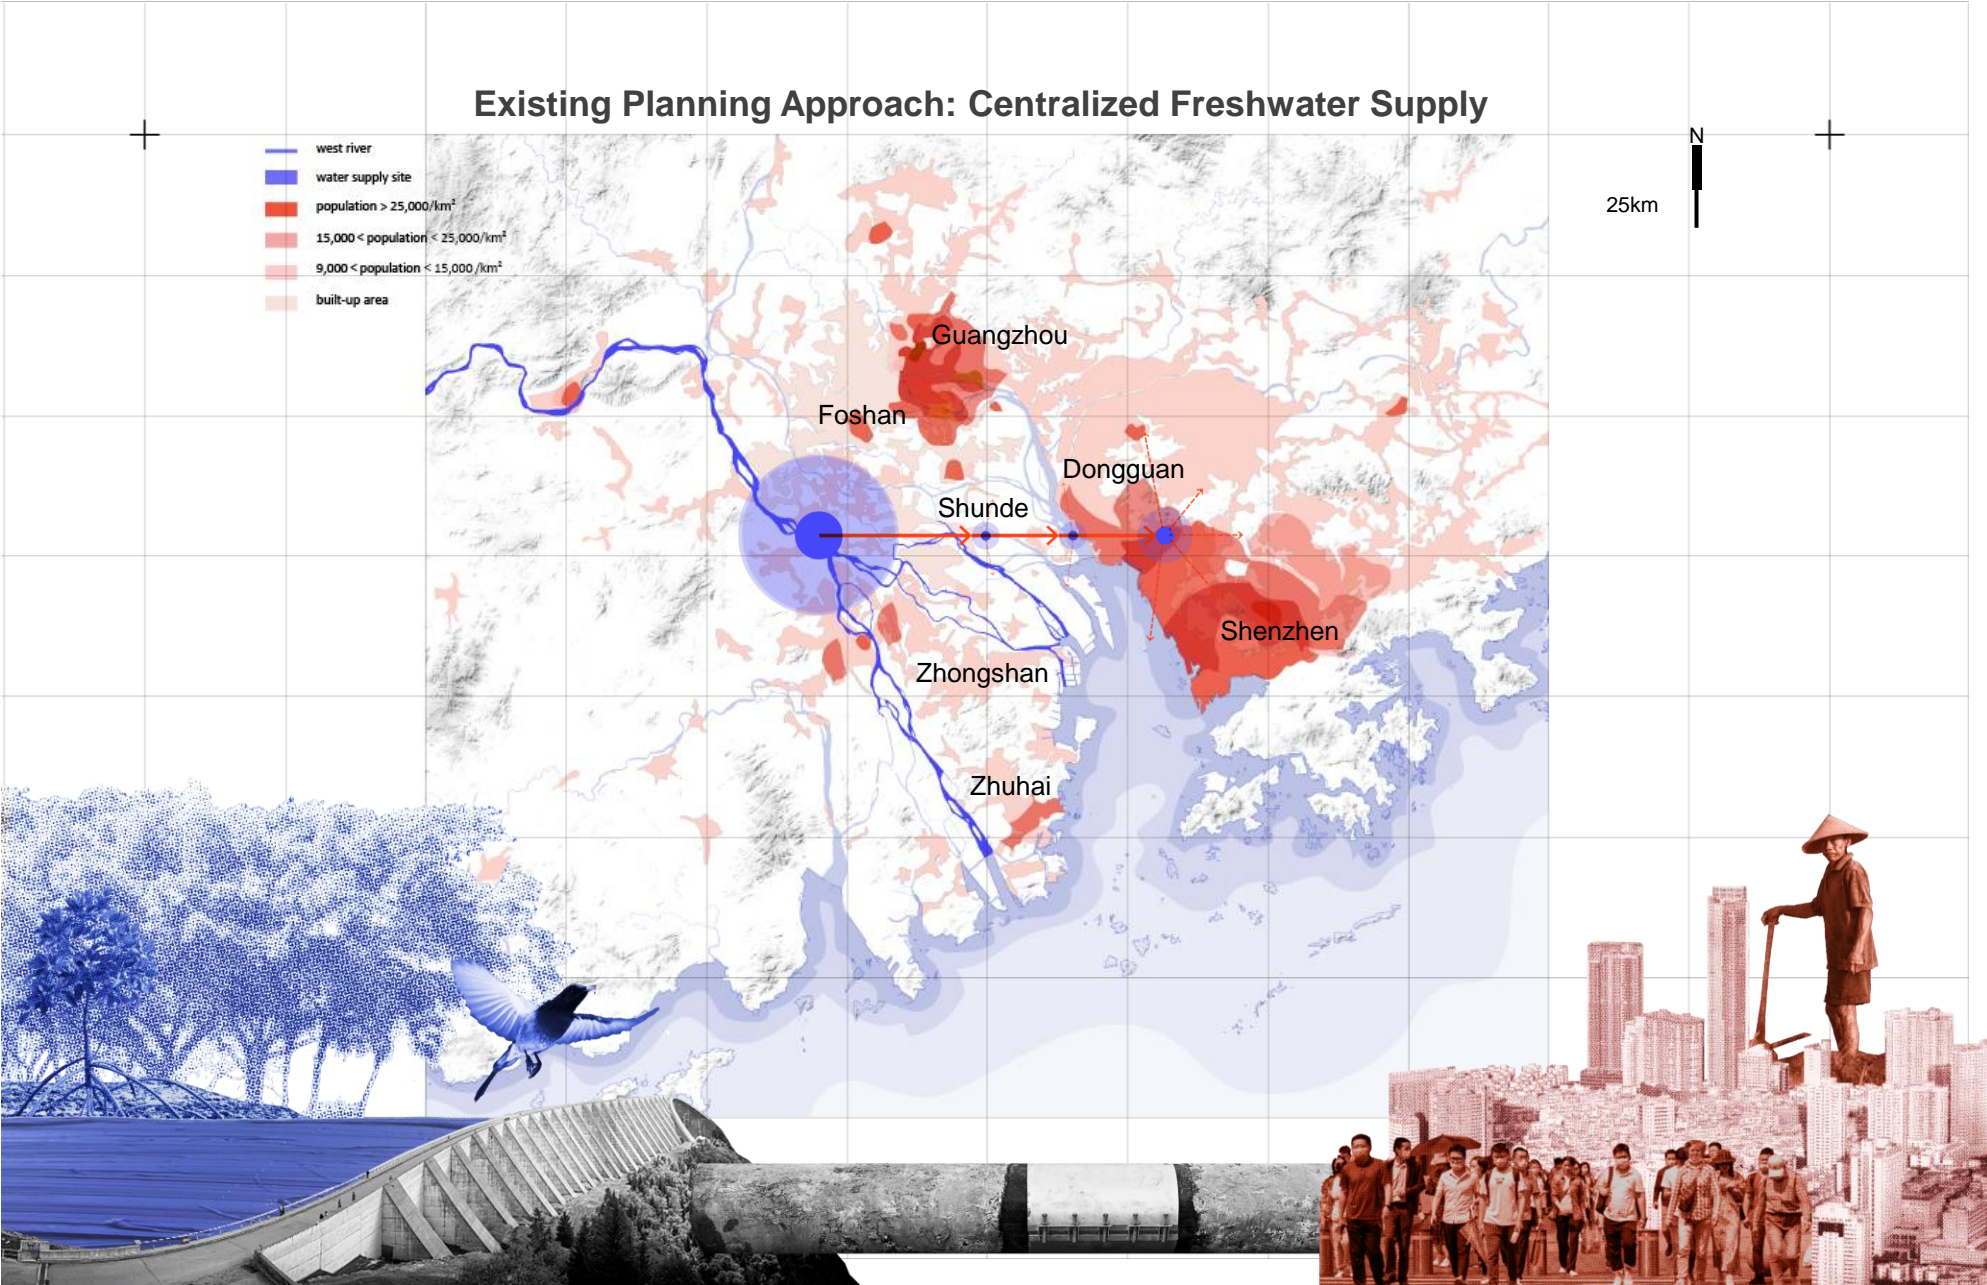 Existing Planning Approach: Centralized Freshwater Supply
west river
water supply site
population > 25,000/km²
15,000 < population < 25,000/km²
9,000 < population < 15,000 /km²
built-up area
N
25km
Guangzhou
Foshan
Dongguan
Shunde
Shenzhen
Zhongshan
Zhuhai